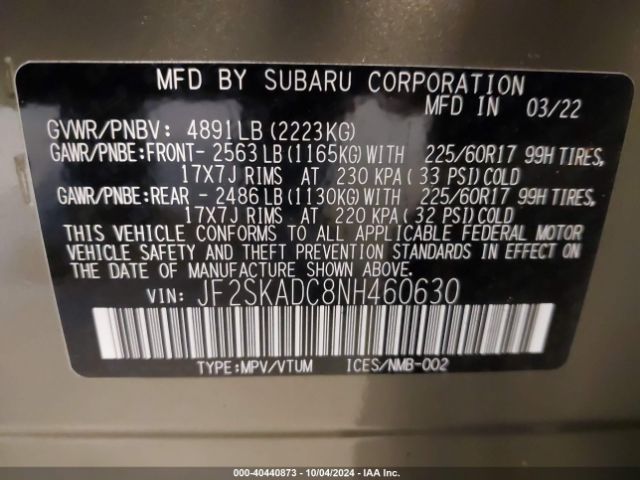 MFD BY SUBARU CORPORATION
MFD IN 03/22
GVWR/PNBV: 4891LB(2223KG)
GAWR/PNBE:FRONT- 2563LB(1165KG)WITH 225/60R17 99H TIRES,
17X7J RIMS AT 230 KPA( 33 PSI)COLD
GAWR/PNBE:REAR - 2486LB(1130KG)WITH 225/60R17 99H TIRES,
17X7J RIMS AT 220 KPA( 32 PSI)COLD
THIS VEHICLE CONFORMS TO ALL APPLICABLE FEDERAL MOTOR
VEHICLE SAFETY AND THEFT PREVENTION STANDARDS IN EFFECT ON
THE DATE OF MANUFACTURE SHOWN ABOVE.
VIN: JF2SKADC8NH460630
TYPE:MPV/VTUM ICES/NMB-002
000-40440873 - 10/04/2024 - IAA Inc.